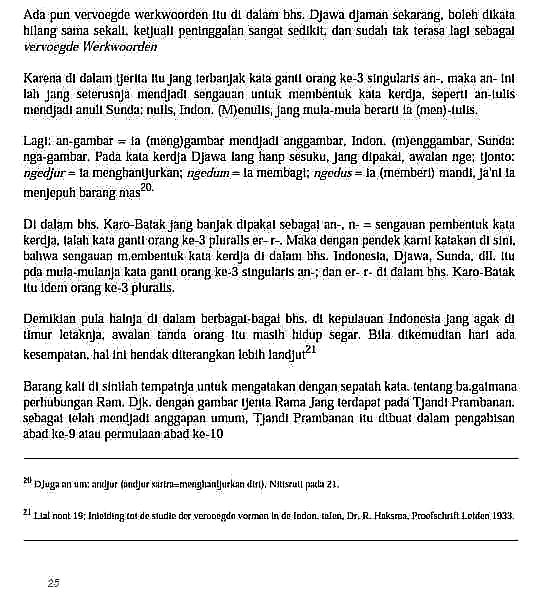 Ada pun vervoegde werkwoorden itu di dalam bhs. Djawa djaman sekarang, boleh dikata
hilang sama sekali, ketjuali peninggalan sangat sedikit, dan sudah tak terasa lagi sebagai
vervoegde Werkwoorden
Karena di dalam tjerita itu jang terbanjak kata ganti orang ke-3 singularis an-, maka an- ini
lah jang seterusnja mendjadi sengauan untuk membentuk kata kerdja, seperti an-tulis
mendjadi anuli Sunda: nulis, Indon. (M)enulis, jang mula-mula berarti ia (men)-tulis.
Lagi: an-gambar = ia (meng)gambar mendjadi anggambar, Indon. (m)enggambar, Sunda:
nga-gambar. Pada kata kerdja Djawa iang hanp sesuku, jang dipakai, awalan nge; tjonto:
ngedjur = ia menghantjurkan; ngedum = ia membagi; ngedus = ia (memberi) mandi, ja'ni ia
menjepuh barang mas20.
Di dalam bhs. Karo-Batak jang banjak dipakai sebagai an-, n- = sengauan pembentuk kata
kerdja, ialah kata ganti orang ke-3 pluralis er- r-. Maka dengan pendek kami katakan di sini,
bahwa sengauan m.embentuk kata kerdja di dalam bhs. Indonesia, Djawa, Sunda, dll. itu
pda mula-mulanja kata ganti orang ke-3 singularis an-; dan er- r- di dalam bhs. Karo-Batak
itu idem orang ke-3 pluralis.
Demikian pula halnja di dalam berbagai-bagai bhs. di kepulauan Indonesia jang agak di
timur letaknja, awalan tanda orang itu masih hidup segar. Bila dikemudian hari ada
kesempatan, hal ini hendak diterangkan lebih landjut21
Barang kali di sinilah tempatnja untuk mengatakan dengan sepatah kata. tentang ba.gaimana
perhubungan Ram. Djk. dengan gambar tjerita Rama Jang terdapat pada Tjandi Prambanan.
sebagai telah mendjadi anggapan umum, Tjandi Prambanan itu dibuat dalam pengabisan
abad ke-9 atau permulaan abad ke-10
20 Djuga an um: andjur (andjur sarira=menghantjurkan diri). Nitisruti pada 21.
21 Lial noot 19; Inleiding tot de studie der vervoegde vormen in de Indon. talen, Dr. R. Haksma, Proefschrift Leiden 1933.
25